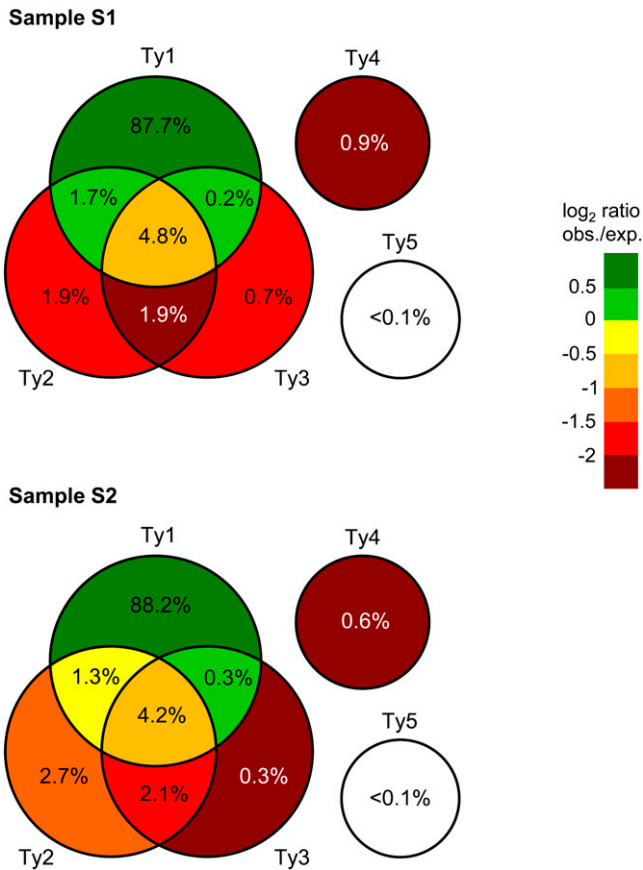 Sample S1
Ty1
Ty4
87.7%
0.9%
1.7%
0.2%
4.8%
log₂ ratio
obs./exp.
Ty5
0.5
1.9%
0.7%
1.9%
<0.1%
0
-0.5
-1
-1.5
-2
Ty2
Ty3
Sample S2
Ty1
Ty4
88.2%
0.6%
1.3%
0.3%
4.2%
Ty5
2.7%
0.3%
2.1%
<0.1%
Ty2
Ty3